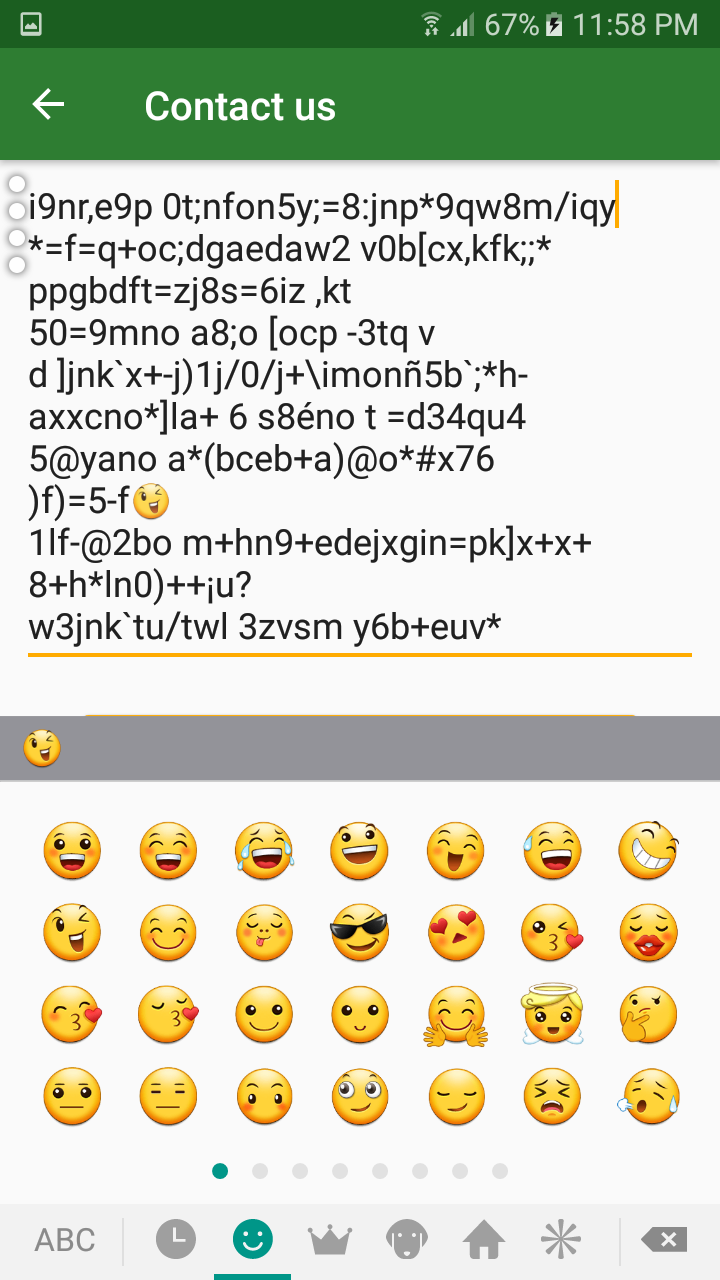 67% 11:58 PM
Contact us
i9nr,e9p 0t;nfon5y;=8:jnp*9qw8m/iqy
*=f=q+oc;dgaedaw2 v0b[cx,kfk;;*
ppgbdft=zj8s=6iz ,kt
50=9mno a8;o [ocp -3tq v
d ]jnk`x+-j)1j/0/j+\imonñ5b`;*h-
axxcno*]la+ 6 s8éno t =d34qu4
5@yano a*(bceb+a)@o*#x76
)f)=5-f😜
1lf-@2bo m+hn9+edejxgin=pk]x+x+
8+h*ln0)++¡u?
w3jnk`tu/twl 3zvsm y6b+euv*
ABC